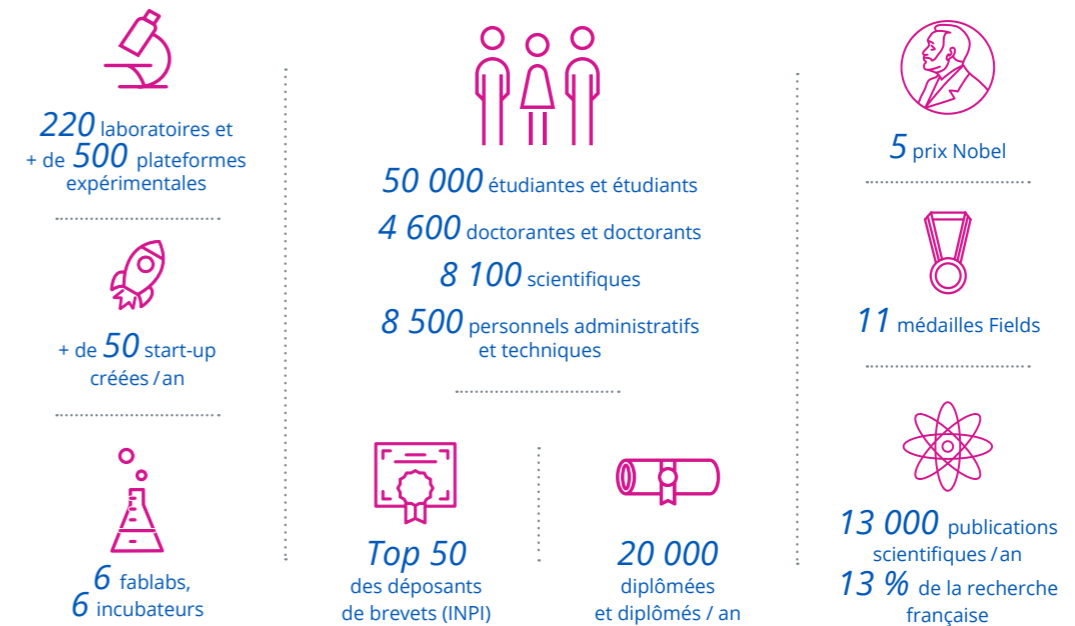 220 laboratoires et
+ de 500 plateformes
expérimentales
+ de 50 start-up
créées / an
6 fablabs,
6 incubateurs
50 000 étudiantes et étudiants
4 600 doctorantes et doctorants
8 100 scientifiques
8 500 personnels administratifs
et techniques
Top 50
des déposants
de brevets (INPI)
20 000
diplômées
et diplômés / an
5 prix Nobel
11 médailles Fields
13 000 publications
scientifiques / an
13 % de la recherche
française